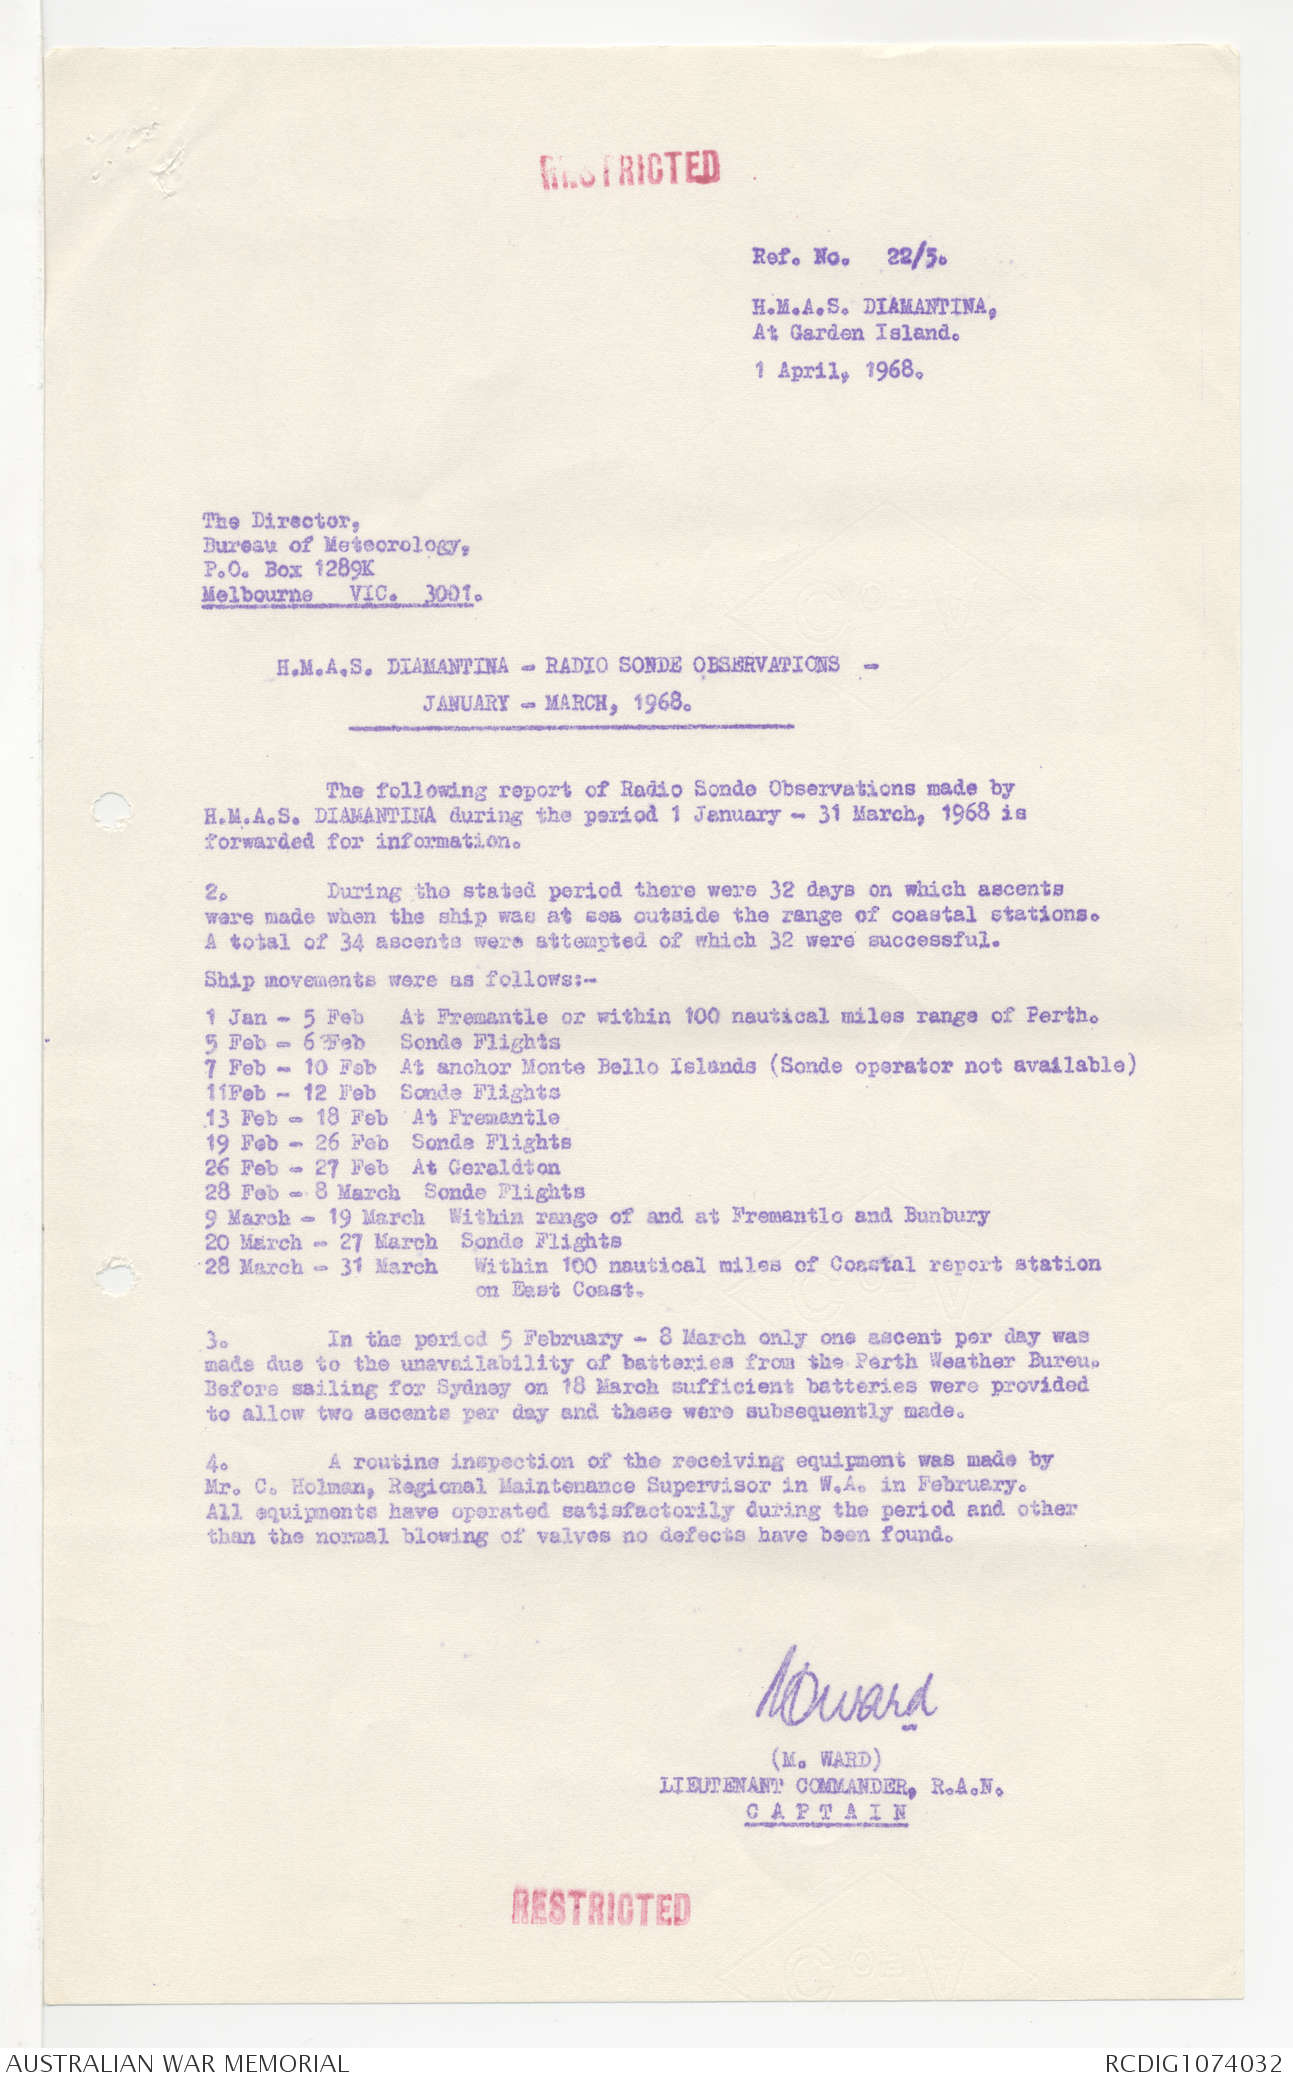 RESTRICTED
Ref. No. 22/5.
H.M.A.S. DIAMANTINA,
At Garden Island.
1 April, 1968.
The Director,
Bureau of Meteorology,
P.O. Box 1289K
Melbourne VIC. 3001.
H.M.A.S. DIAMANTINA - RADIO SONDE OBSERVATIONS -
JANUARY - MARCH, 1968.
The following report of Radio Sonde Observations made by
H.M.A.S. DIAMANTINA during the period 1 January - 31 March, 1968 is
forwarded for information.
2. During the stated period there were 32 days on which ascents
were made when the ship was at sea outside the range of coastal stations.
A total of 34 ascents were attempted of which 32 were successful.
Ship movements were as follows:-
1 Jan - 5 Feb At Fremantle or within 100 nautical miles range of Perth.
5 Feb - 6 Feb Sonde Flights
7 Feb - 10 Feb At anchor Monte Bello Islands (Sonde operator not available)
11Feb - 12 Feb Sonde Flights
13 Feb - 18 Feb At Fremantle
19 Feb - 26 Feb Sonde Flights
26 Feb - 27 Feb At Geraldton
28 Feb - 8 March Sonde Flights
9 March - 19 March Within range of and at Fremantle and Bunbury
20 March - 27 March Sonde Flights
28 March - 31 March Within 100 nautical miles of Coastal report station
on East Coast.
3. In the period 5 February - 8 March only one ascent per day was
made due to the unavailability of batteries from the Perth Weather Bureu.
Before sailing for Sydney on 18 March sufficient batteries were provided
to allow two ascents per day and these were subsequently made.
4. A routine inspection of the receiving equipment was made by
Mr. C. Holman, Regional Maintenance Supervisor in W.A. in February.
All equipments have operated satisfactorily during the period and other
than the normal blowing of valves no defects have been found.
MWard
(M. WARD)
LIEUTENANT COMMANDER, R.A.N.
C A P T A I N
RESTRICTED
AUSTRALIAN WAR MEMORIAL
RCDIG1074032